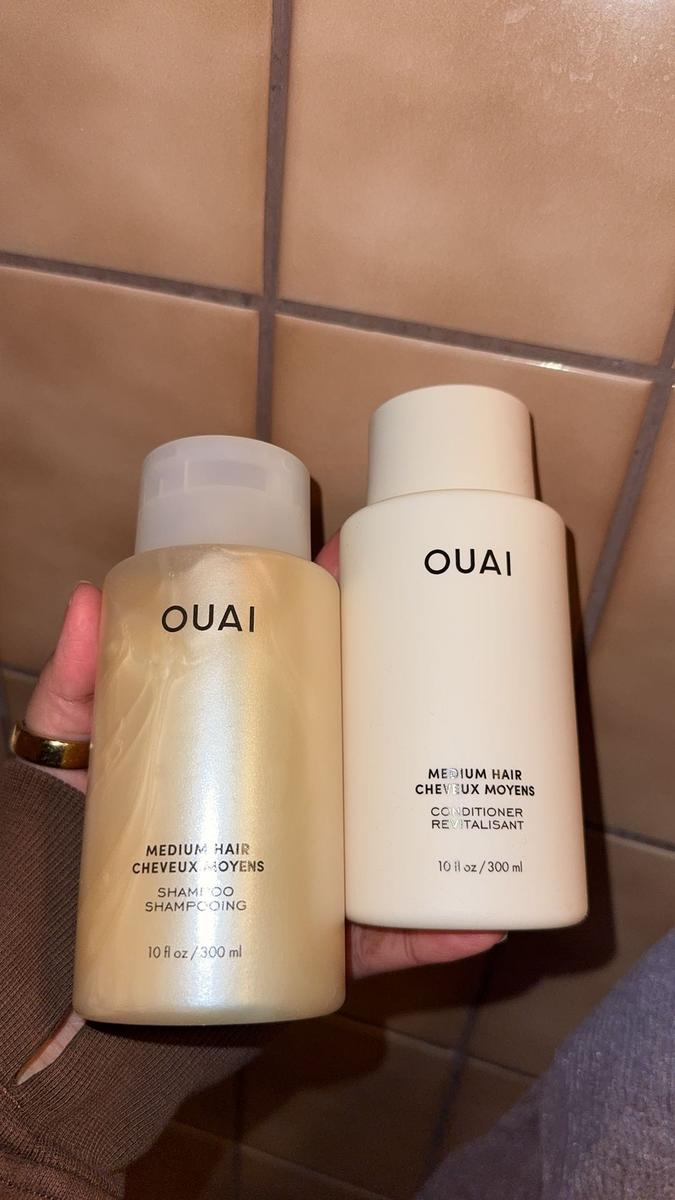 OUAI
MEDIUM HAIR
CHEVEUX MOYENS
SHAMPOO
SHAMPOOING
10 fl oz / 300 ml
OUAI
MEDIUM HAIR
CHEVEUX MOYENS
CONDITIONER
REVITALISANT
10 fl oz / 300 ml